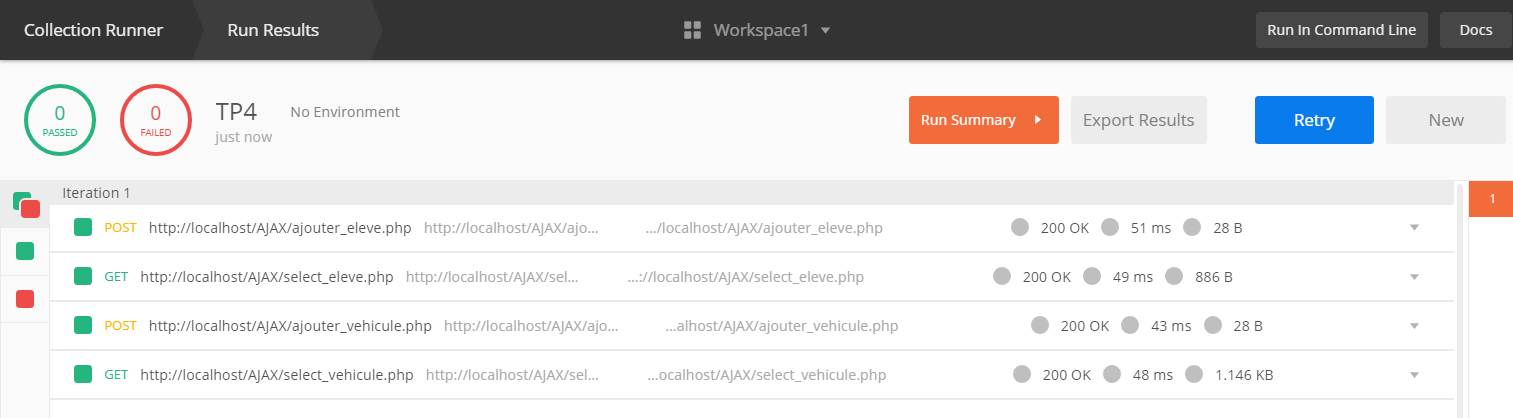 Collection Runner Run Results Workspace1 Run In Command Line Docs
0 PASSED
0 FAILED
TP4 No Environment
just now
Run Summary Export Results Retry New
Iteration 1
1
POST http://localhost/AJAX/ajouter_eleve.php http://localhost/AJAX/ajo... .../localhost/AJAX/ajouter_eleve.php 200 OK 51 ms 28 B
GET http://localhost/AJAX/select_eleve.php http://localhost/AJAX/sel... ...://localhost/AJAX/select_eleve.php 200 OK 49 ms 886 B
POST http://localhost/AJAX/ajouter_vehicule.php http://localhost/AJAX/ajo... ...alhost/AJAX/ajouter_vehicule.php 200 OK 43 ms 28 B
GET http://localhost/AJAX/select_vehicule.php http://localhost/AJAX/sel... ...ocalhost/AJAX/select_vehicule.php 200 OK 48 ms 1.146 KB